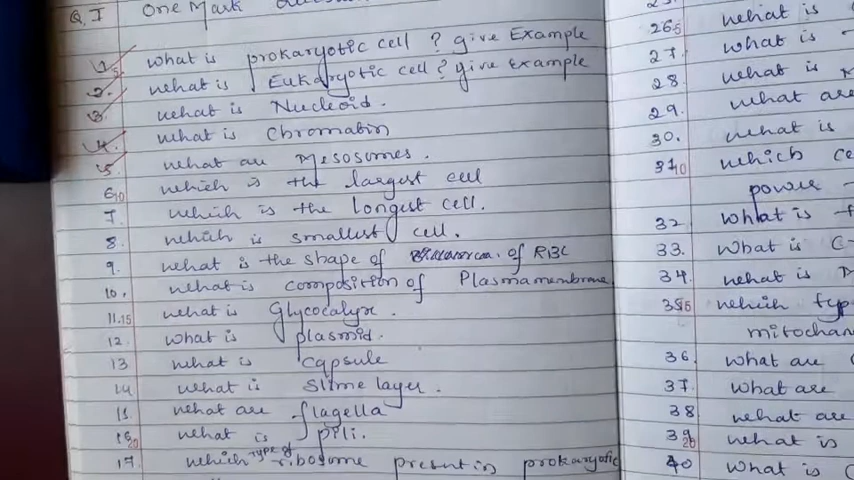 Q.I One Mark
1. what is prokaryotic cell ? give Example
2. what is Eukaryotic cell ? give Example
3. what is Nucleoid.
4. what is chromatin
5. what are Mesosomes.
6. which is the largest cell
7. which is the longest cell.
8. which is smallest cell.
9. what is the shape of of RBC
10. what is composition of Plasmamembrane
11. what is Glycocalyx.
12. what is plasmid.
13 what is capsule
14 what is slime layer.
15. what are flagella
16. what is pili.
17. which type of ribosome present in prokaryotic
26. what is
27. what is
28. what is
29. what are
30. what is
31. which
power
32. what is
33. what is
34. what is
35. which
36. what are
37. what are
38 what are
39. what is
40 what is